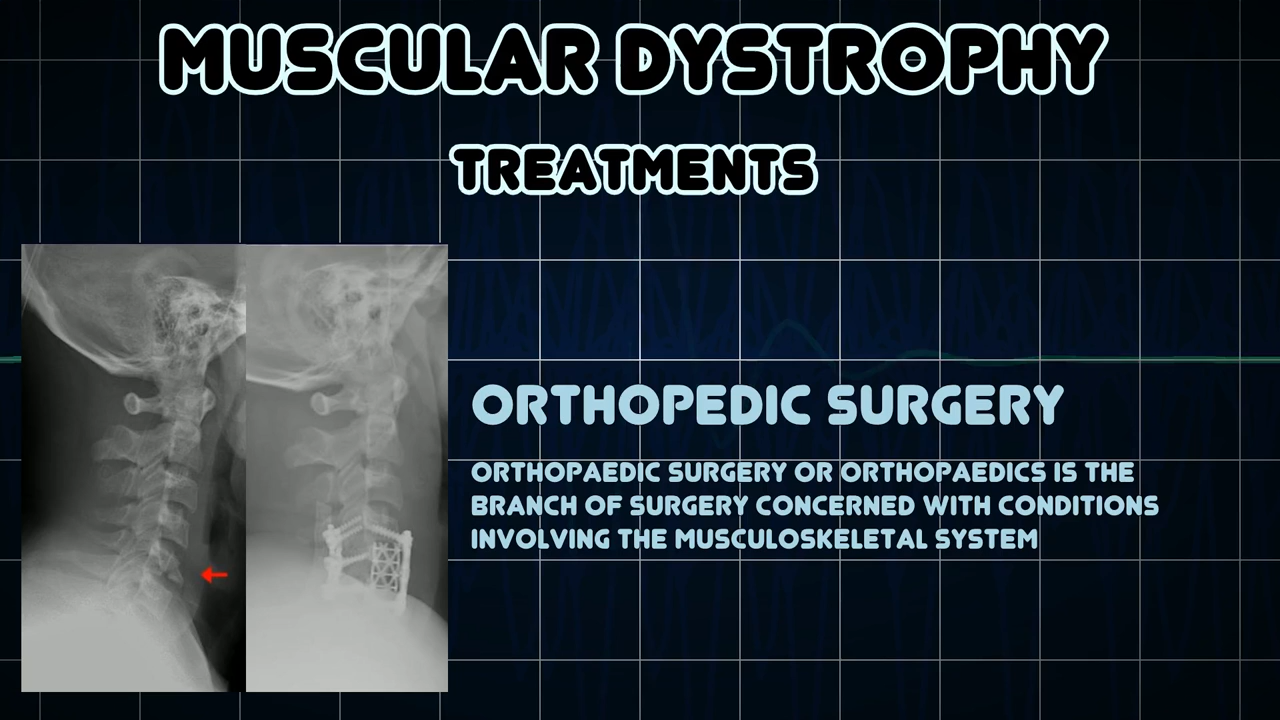 MUSCULAR DYSTROPHY
TREATMENTS
ORTHOPEDIC SURGERY
ORTHOPAEDIC SURGERY OR ORTHOPAEDICS IS THE
BRANCH OF SURGERY CONCERNED WITH CONDITIONS
INVOLVING THE MUSCULOSKELETAL SYSTEM